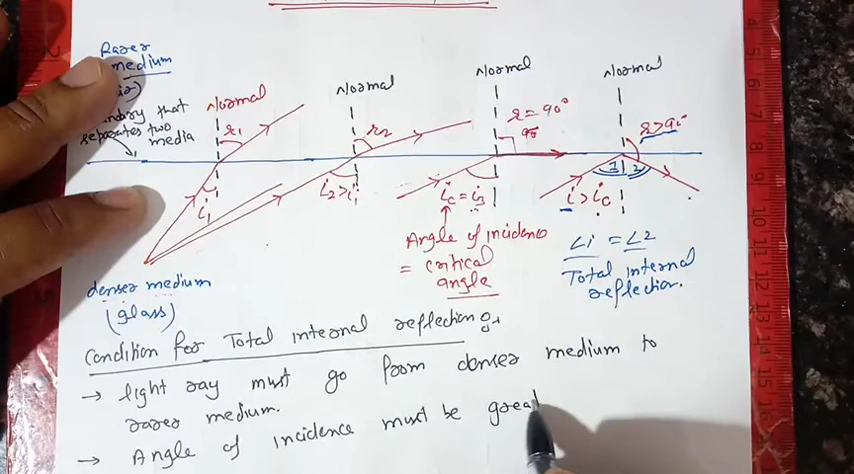 Rarer
medium
boundary that
separates two
media
Normal
r1
i1
Normal
r2
i2>i1
Normal
r=90°
90
ic = i3
Angle of incidence
= critical
angle
Normal
r>90
1 2
i>ic
∠1 = ∠2
Total internal
reflection.
denser medium
(glass)
Condition for Total internal reflection
→ light ray must go from denser medium to
rarer medium.
→ Angle of incidence must be great